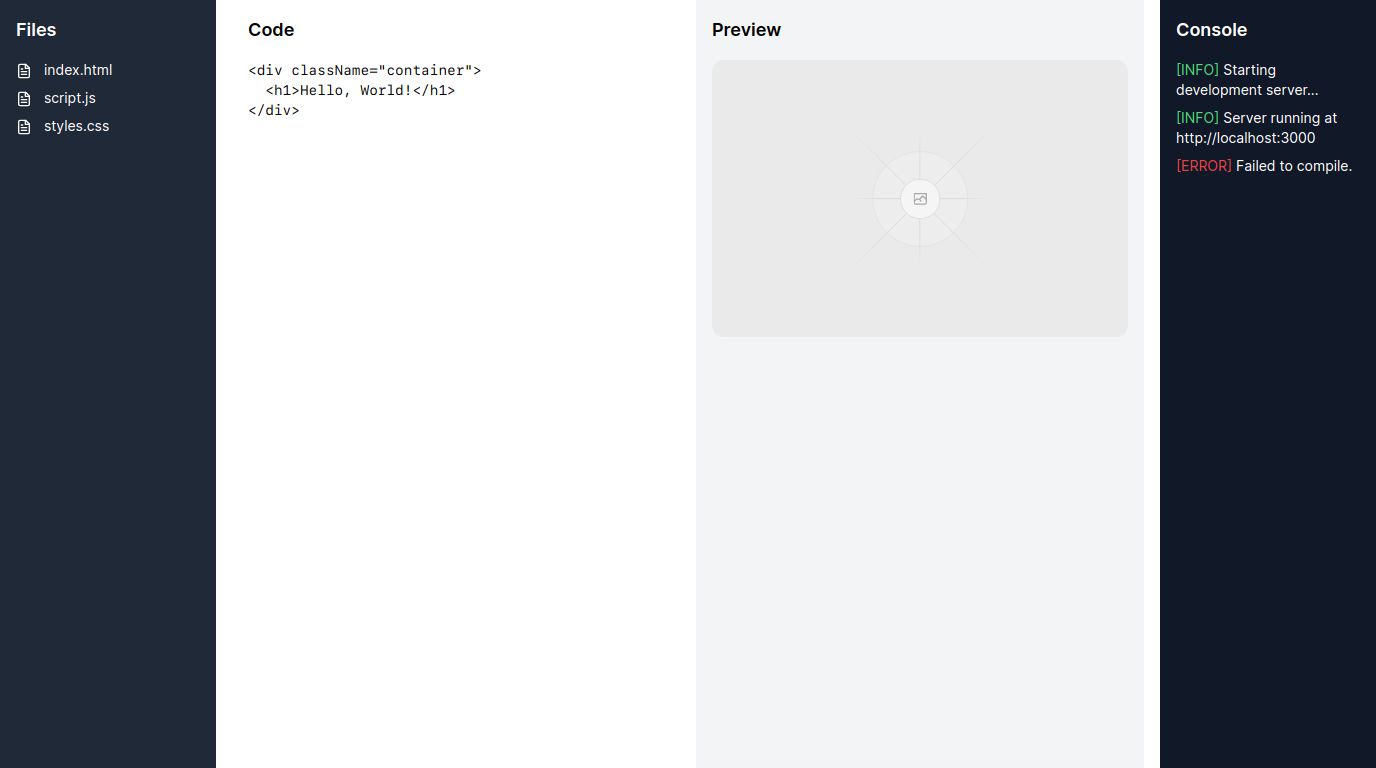 Files
index.html
script.js
styles.css
Code
<div className="container">
  <h1>Hello, World!</h1>
</div>
Preview
Console
[INFO] Starting
development server...
[INFO] Server running at
http://localhost:3000
[ERROR] Failed to compile.